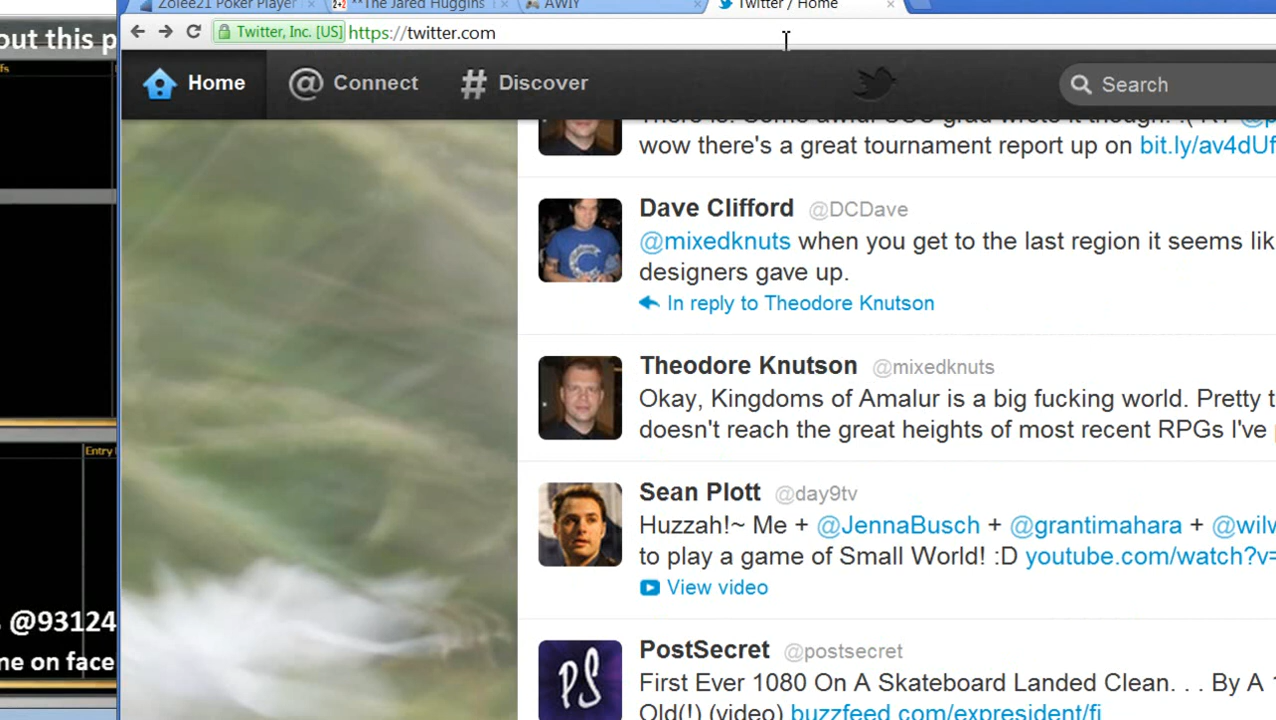 Zolee21 Poker Player
**The Jared Huggins
AWIY
Twitter / Home
out this p
Twitter, Inc. [US] https://twitter.com
Home
Connect
Discover
Search
wow there's a great tournament report up on bit.ly/av4dUf
Dave Clifford @DCDave
@mixedknuts when you get to the last region it seems lik
designers gave up.
In reply to Theodore Knutson
Theodore Knutson @mixedknuts
Okay, Kingdoms of Amalur is a big fucking world. Pretty t
doesn't reach the great heights of most recent RPGs I've p
Entry
Sean Plott @day9tv
Huzzah!~ Me + @JennaBusch + @grantimahara + @wilv
to play a game of Small World! :D youtube.com/watch?v=
View video
@93124
PostSecret @postsecret
ne on face
First Ever 1080 On A Skateboard Landed Clean. . . By A 1
Old(!) (video) buzzfeed.com/expresident/fi